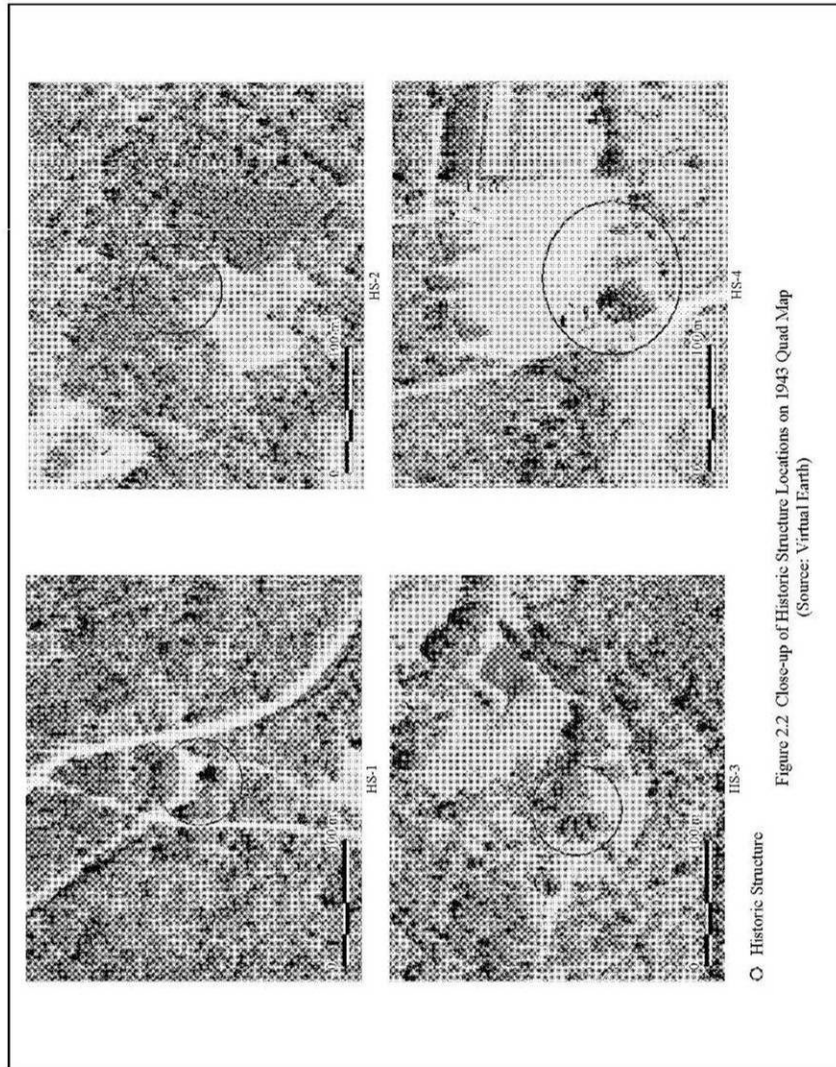 0 100 m
HS-1
0 100 m
HS-2
0 100 m
HS-3
0 100 m
HS-4
Historic Structure
Figure 2.2 Close-up of Historic Structure Locations on 1943 Quad Map
(Source: Virtual Earth)